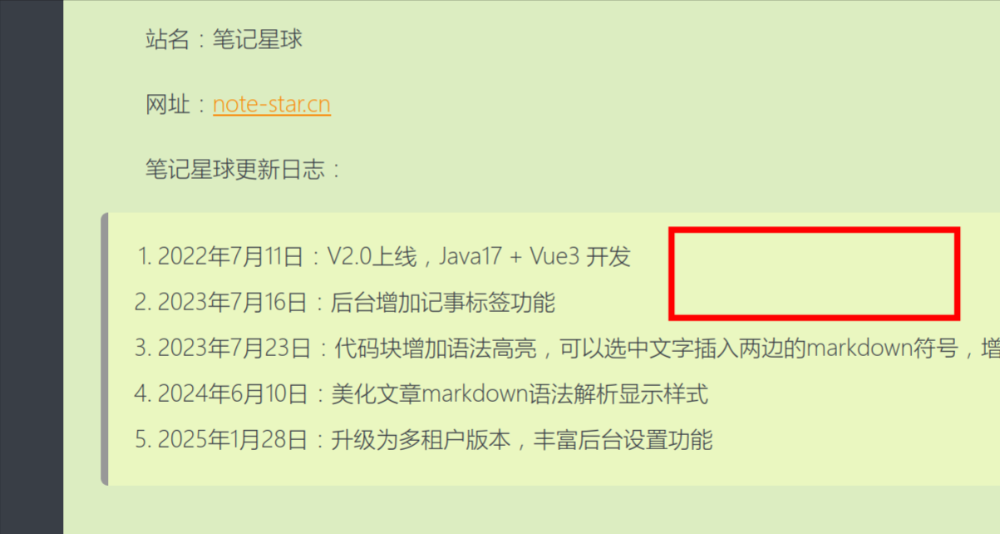 站名：笔记星球
网址：note-star.cn
笔记星球更新日志：
1. 2022年7月11日：V2.0上线，Java17 + Vue3 开发
2. 2023年7月16日：后台增加记事标签功能
3. 2023年7月23日：代码块增加语法高亮，可以选中文字插入两边的markdown符号，增
4. 2024年6月10日：美化文章markdown语法解析显示样式
5. 2025年1月28日：升级为多租户版本，丰富后台设置功能